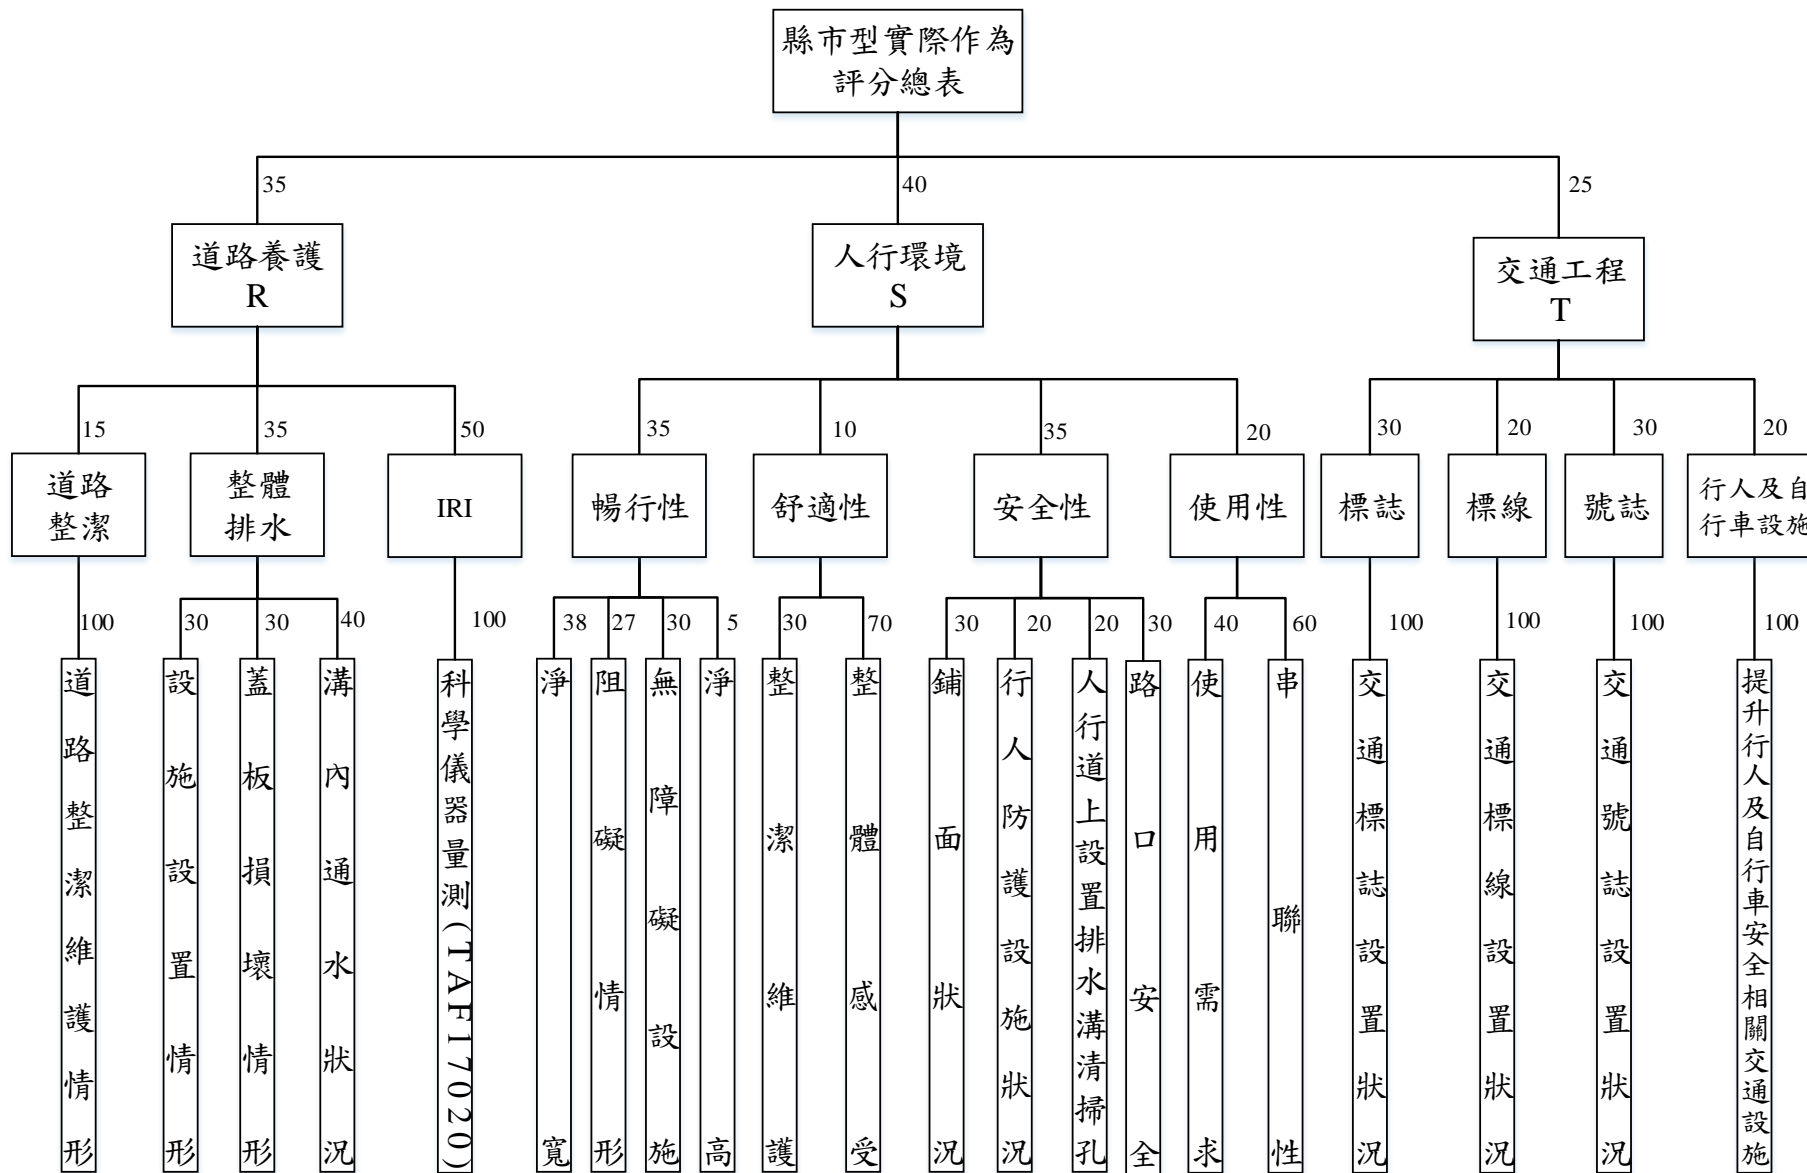 縣市型實際作為
評分總表
35
40
25
道路養護
R
人行環境
S
交通工程
T
15
35
50
35
10
35
20
30
20
30
20
道路
整潔
整體
排水
IRI
暢行性
舒適性
安全性
使用性
標誌
標線
號誌
行人及自
行車設施
100
30
30
40
100
38
27
30
5
30
70
30
20
20
30
40
60
100
100
100
100
道路整潔維護情形
設施設置情形
蓋板損壞情形
溝內通水狀況
科學儀器量測(TAF17020)
淨寬
阻礙情形
無障礙設施
淨高
整潔維護
整體感受
鋪面狀況
行人防護設施狀況
人行道上設置排水溝清掃孔
路口安全
使用需求
串聯性
交通標誌設置狀況
交通標線設置狀況
交通號誌設置狀況
提升行人及自行車安全相關交通設施